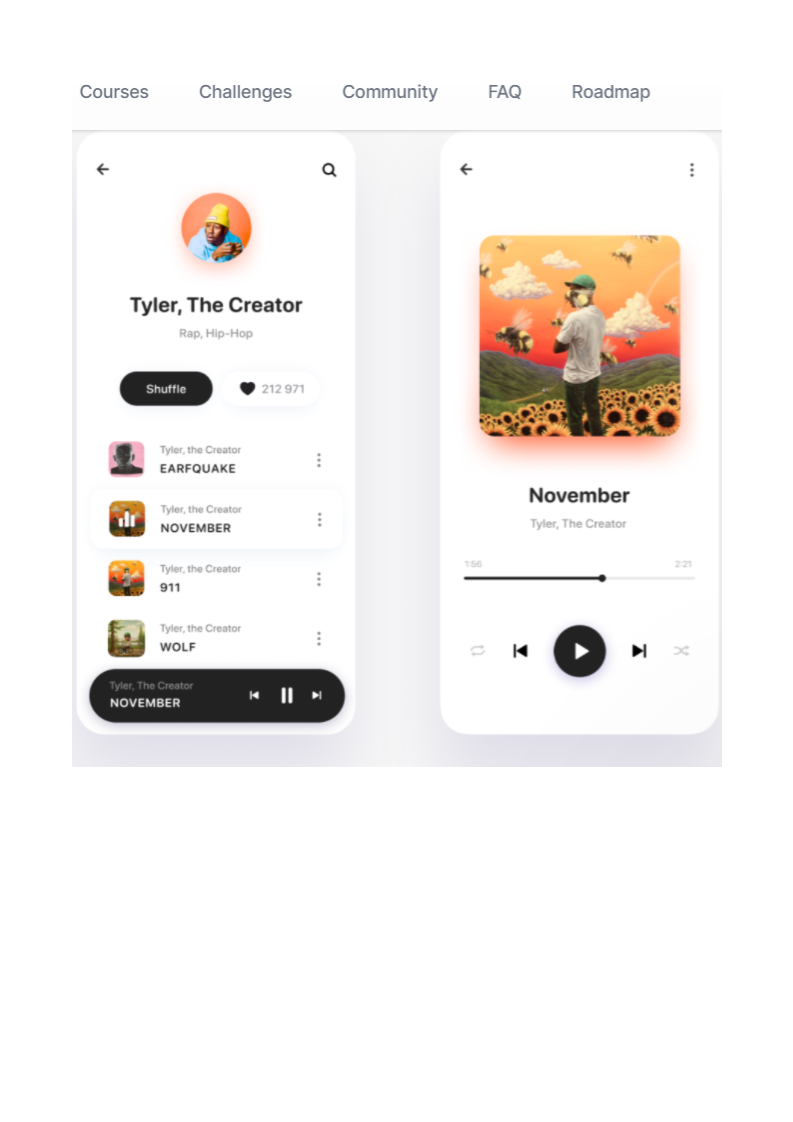 Courses Challenges Community FAQ Roadmap
Tyler, The Creator
Rap, Hip-Hop
Shuffle 212 971
Tyler, the Creator
EARFQUAKE
Tyler, the Creator
NOVEMBER
Tyler, the Creator
911
Tyler, the Creator
WOLF
Tyler, The Creator
NOVEMBER
November
Tyler, The Creator
1:56 2:21